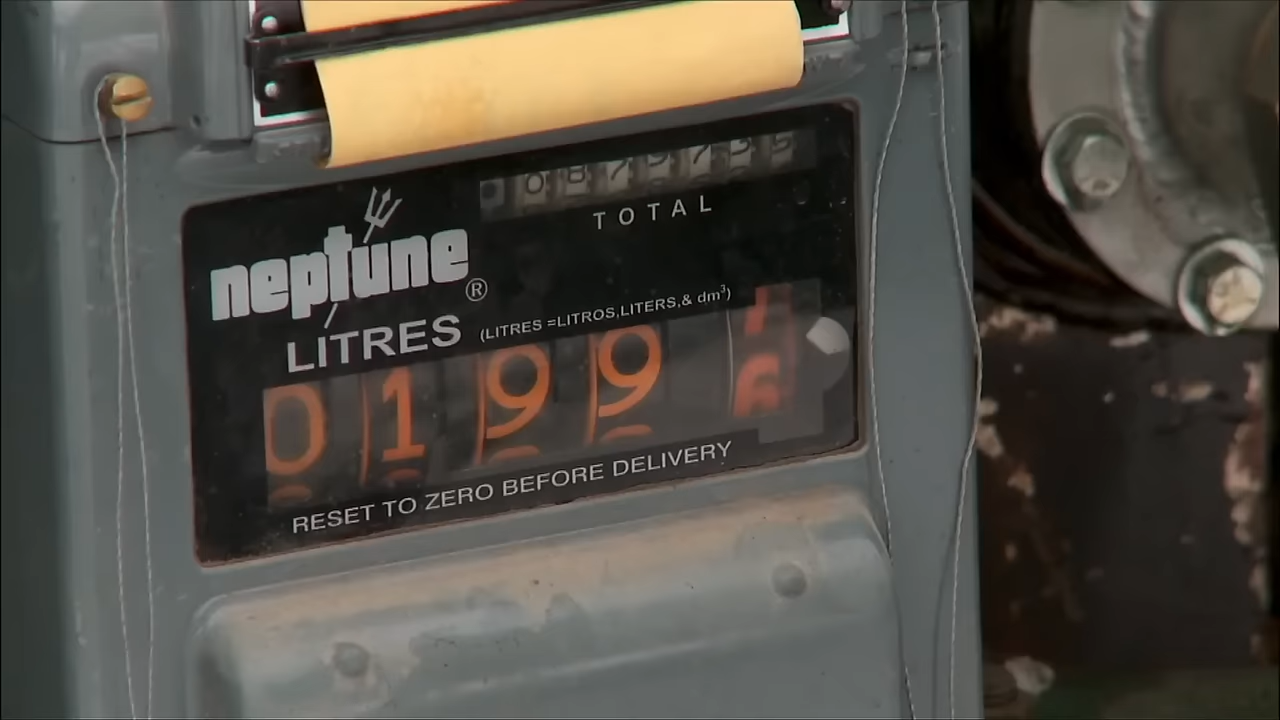 TOTAL
neptune®
LITRES (LITRES =LITROS,LITERS,& dm³)
0199
RESET TO ZERO BEFORE DELIVERY